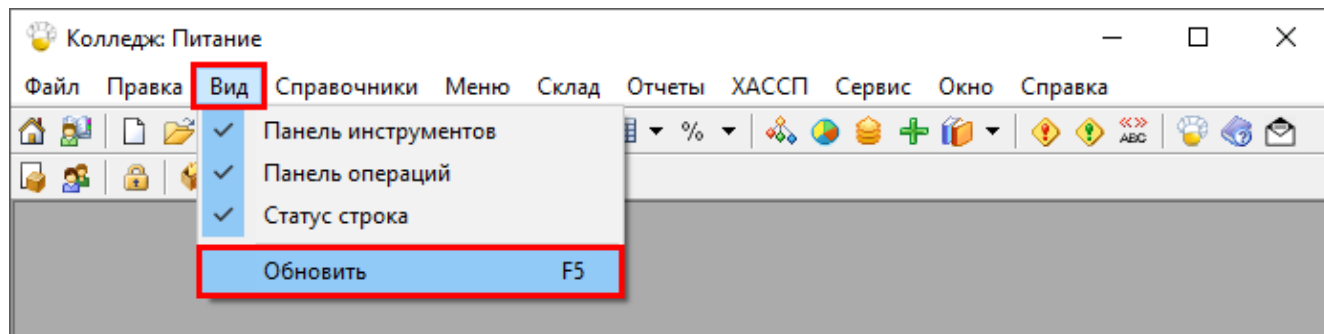 Колледж: Питание
Файл Правка Вид Справочники Меню Склад Отчеты ХАССП Сервис Окно Справка
Панель инструментов
%
ABC
Панель операций
Статус строка
Обновить F5